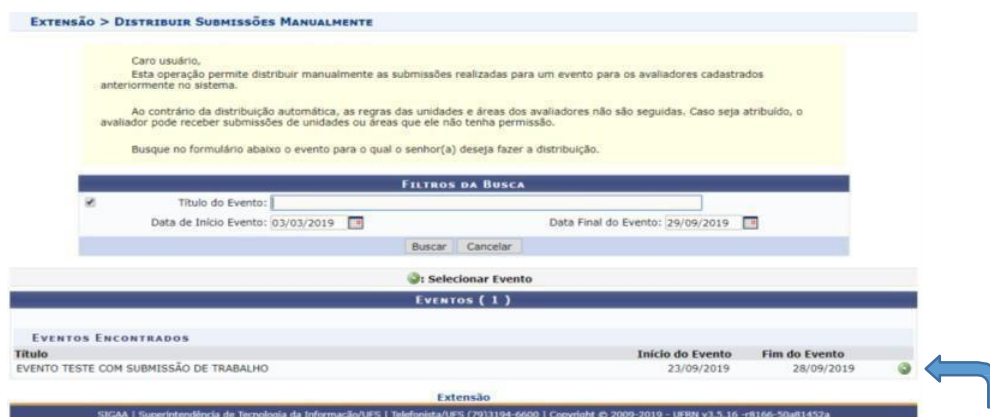 EXTENSÃO > DISTRIBUIR SUBMISSÕES MANUALMENTE
Caro usuário,
Esta operação permite distribuir manualmente as submissões realizadas para um evento para os avaliadores cadastrados
anteriormente no sistema.
Ao contrário da distribuição automática, as regras das unidades e áreas dos avaliadores não são seguidas. Caso seja atribuído, o
avaliador pode receber submissões de unidades ou áreas que ele não tenha permissão.
Busque no formulário abaixo o evento para o qual o senhor(a) deseja fazer a distribuição.
FILTROS DA BUSCA
Título do Evento:
Data de Início Evento: 03/03/2019 Data Final do Evento: 29/09/2019
Buscar Cancelar
: Selecionar Evento
EVENTOS ( 1 )
EVENTOS ENCONTRADOS
Título Início do Evento Fim do Evento
EVENTO TESTE COM SUBMISSÃO DE TRABALHO 23/09/2019 28/09/2019
Extensão
SIGAA | Superintendência de Tecnologia da Informação/UFS | Telefonista/UFS (79)3194-6600 | Copyright © 2009-2019 - UFRN v3.5.16 -r8166-50a81452a